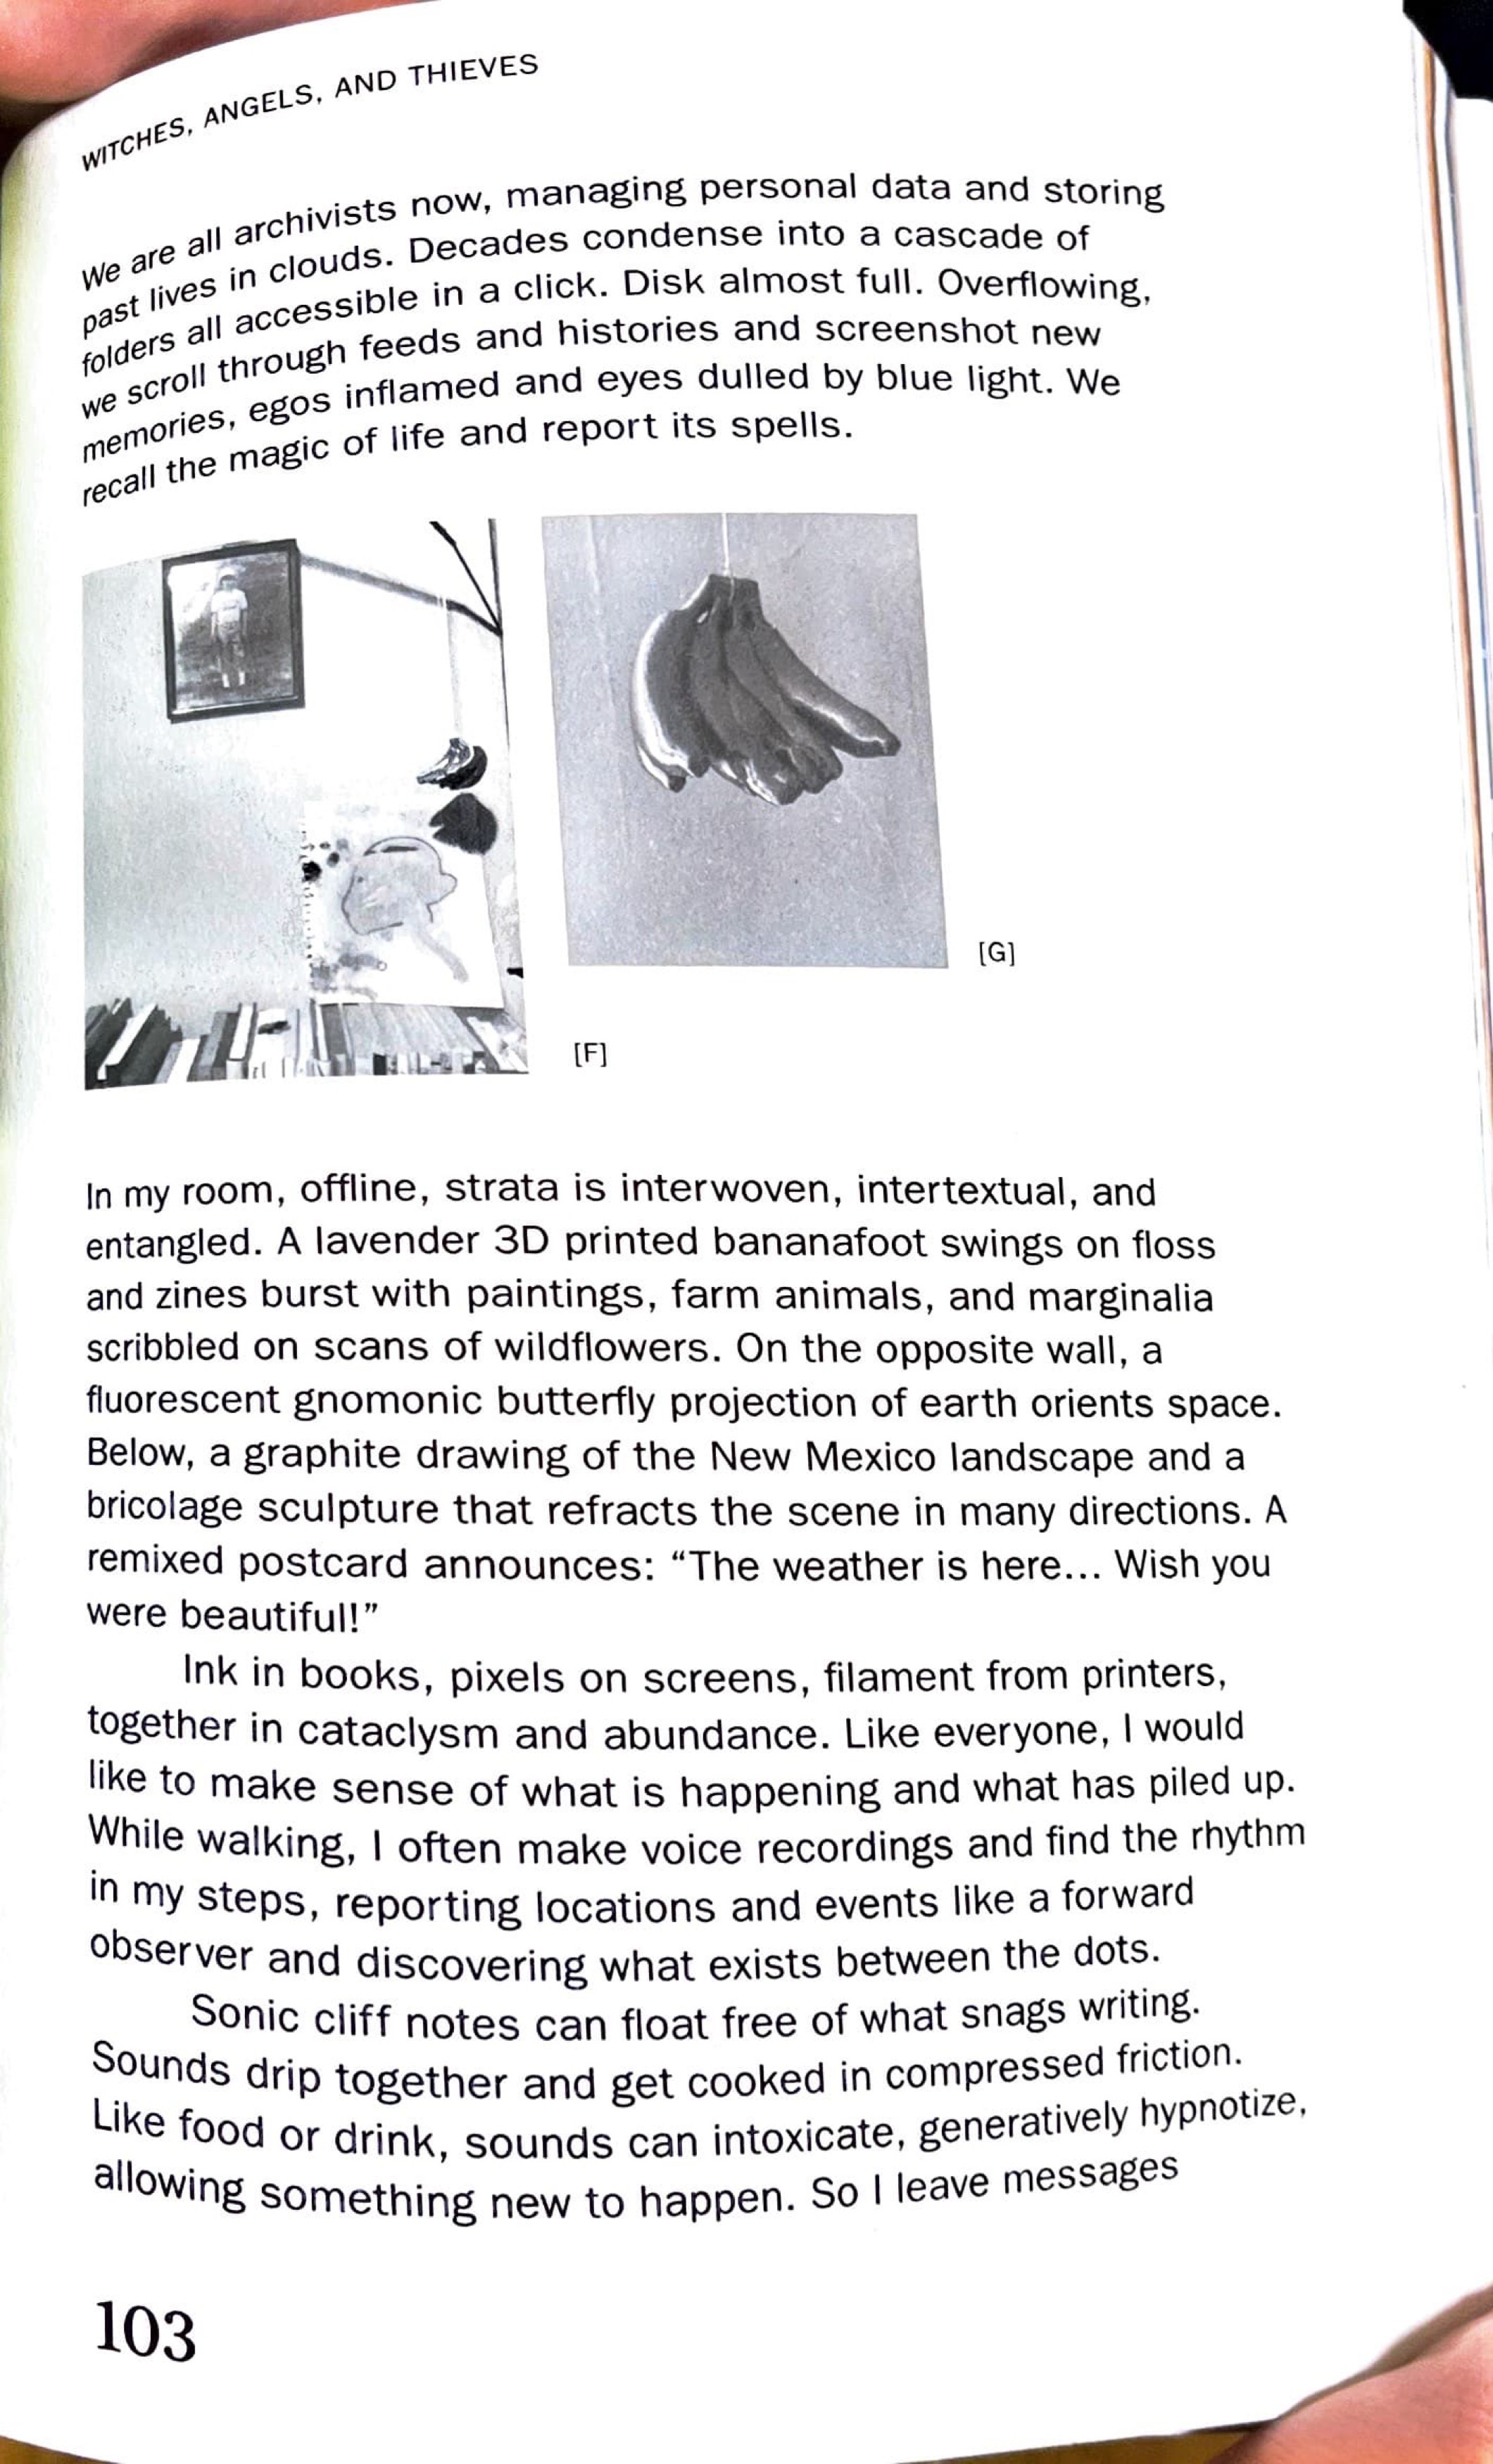 WITCHES, ANGELS, AND THIEVES
We are all archivists now, managing personal data and storing
past lives in clouds. Decades condense into a cascade of
folders all accessible in a click. Disk almost full. Overflowing,
we scroll through feeds and histories and screenshot new
memories, egos inflamed and eyes dulled by blue light. We
recall the magic of life and report its spells.
[G]
[F]
In my room, offline, strata is interwoven, intertextual, and
entangled. A lavender 3D printed bananafoot swings on floss
and zines burst with paintings, farm animals, and marginalia
scribbled on scans of wildflowers. On the opposite wall, a
fluorescent gnomonic butterfly projection of earth orients space.
Below, a graphite drawing of the New Mexico landscape and a
bricolage sculpture that refracts the scene in many directions. A
remixed postcard announces: “The weather is here... Wish you
were beautiful!”
Ink in books, pixels on screens, filament from printers,
together in cataclysm and abundance. Like everyone, I would
like to make sense of what is happening and what has piled up.
While walking, I often make voice recordings and find the rhythm
in my steps, reporting locations and events like a forward
observer and discovering what exists between the dots.
Sonic cliff notes can float free of what snags writing.
Sounds drip together and get cooked in compressed friction.
Like food or drink, sounds can intoxicate, generatively hypnotize,
allowing something new to happen. So I leave messages
103